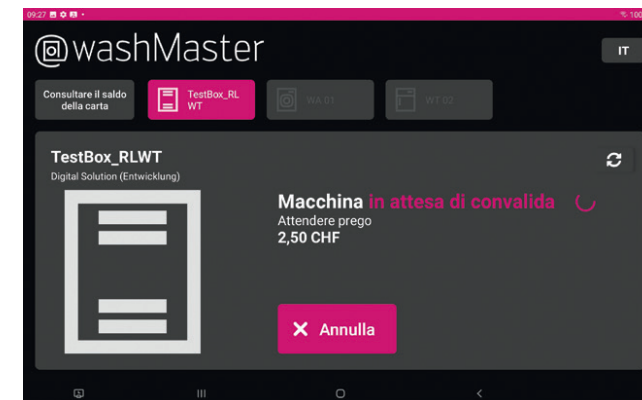 09:27
100
washMaster
IT
Consultare il saldo
della carta
TestBox_RL
WT
WA 01
WT 02
TestBox_RLWT
Digital Solution (Entwicklung)
Macchina in attesa di convalida
Attendere prego
2,50 CHF
Annulla